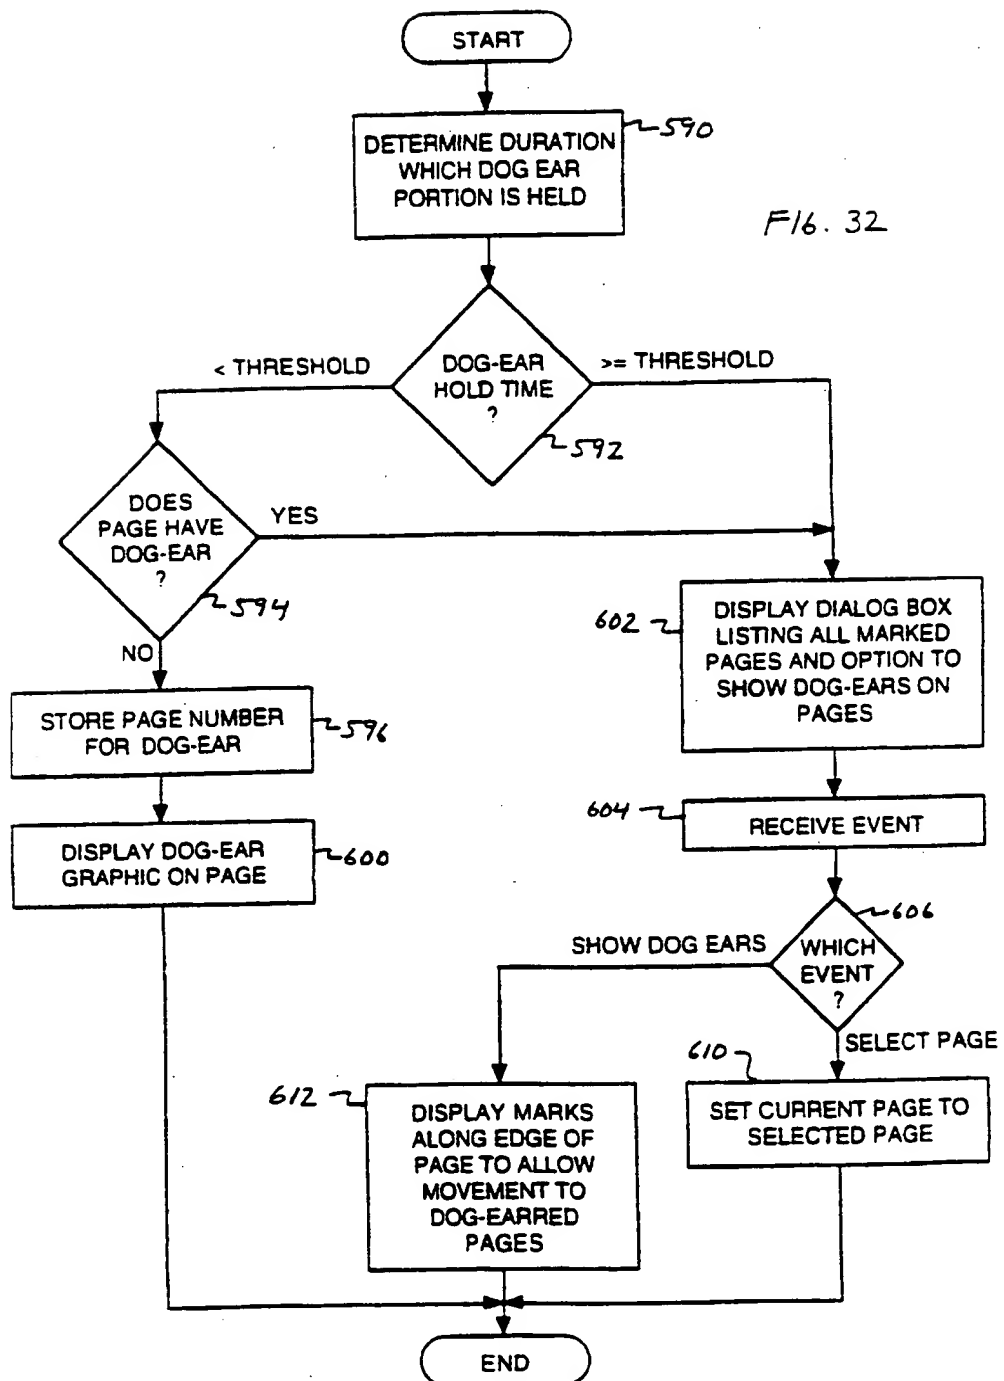 START
DETERMINE DURATION
WHICH DOG EAR
PORTION IS HELD
590
FIG. 32
< THRESHOLD
DOG-EAR
HOLD TIME
?
>= THRESHOLD
592
DOES
PAGE HAVE
DOG-EAR
?
YES
594
NO
STORE PAGE NUMBER
FOR DOG-EAR
596
DISPLAY DOG-EAR
GRAPHIC ON PAGE
600
602
DISPLAY DIALOG BOX
LISTING ALL MARKED
PAGES AND OPTION TO
SHOW DOG-EARS ON
PAGES
604
RECEIVE EVENT
606
SHOW DOG EARS
WHICH
EVENT
?
SELECT PAGE
610
SET CURRENT PAGE TO
SELECTED PAGE
612
DISPLAY MARKS
ALONG EDGE OF
PAGE TO ALLOW
MOVEMENT TO
DOG-EARRED
PAGES
END